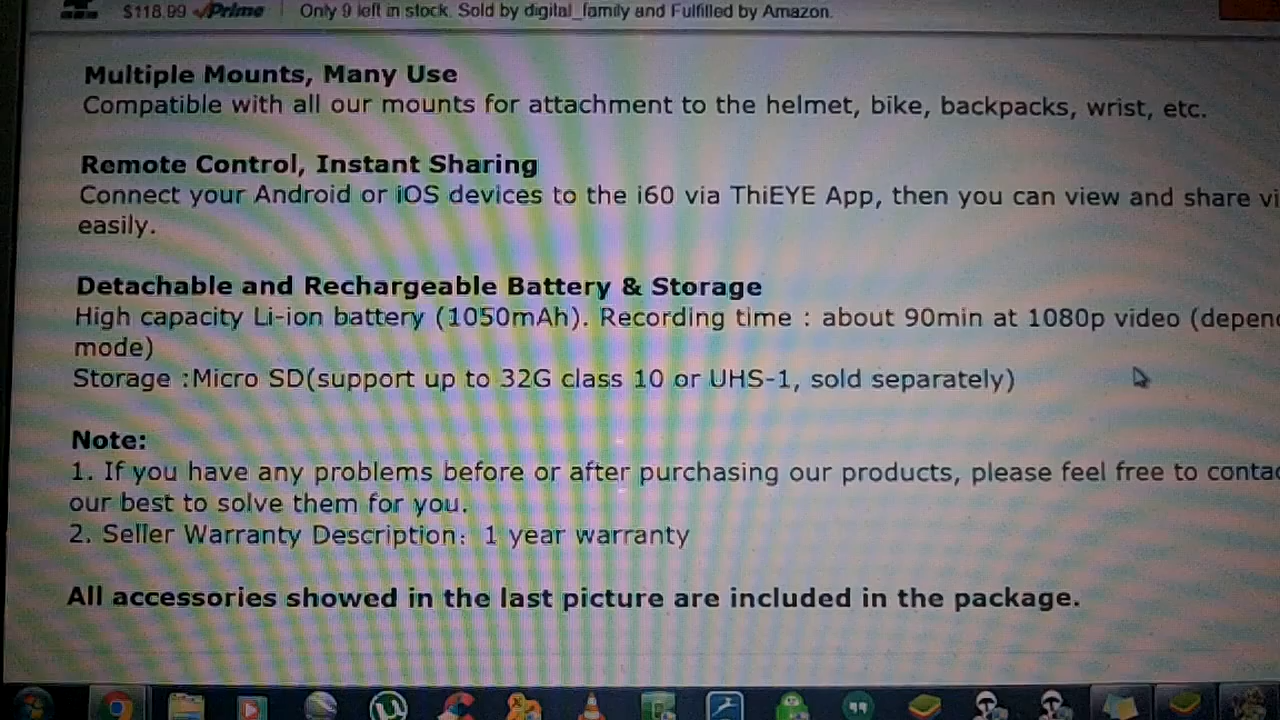 $118.99 Prime Only 9 left in stock. Sold by digital_family and Fulfilled by Amazon.
Multiple Mounts, Many Use
Compatible with all our mounts for attachment to the helmet, bike, backpacks, wrist, etc.
Remote Control, Instant Sharing
Connect your Android or iOS devices to the i60 via ThiEYE App, then you can view and share vi
easily.
Detachable and Rechargeable Battery & Storage
High capacity Li-ion battery (1050mAh). Recording time : about 90min at 1080p video (depen
mode)
Storage :Micro SD(support up to 32G class 10 or UHS-1, sold separately)
Note:
1. If you have any problems before or after purchasing our products, please feel free to conta
our best to solve them for you.
2. Seller Warranty Description: 1 year warranty
All accessories showed in the last picture are included in the package.